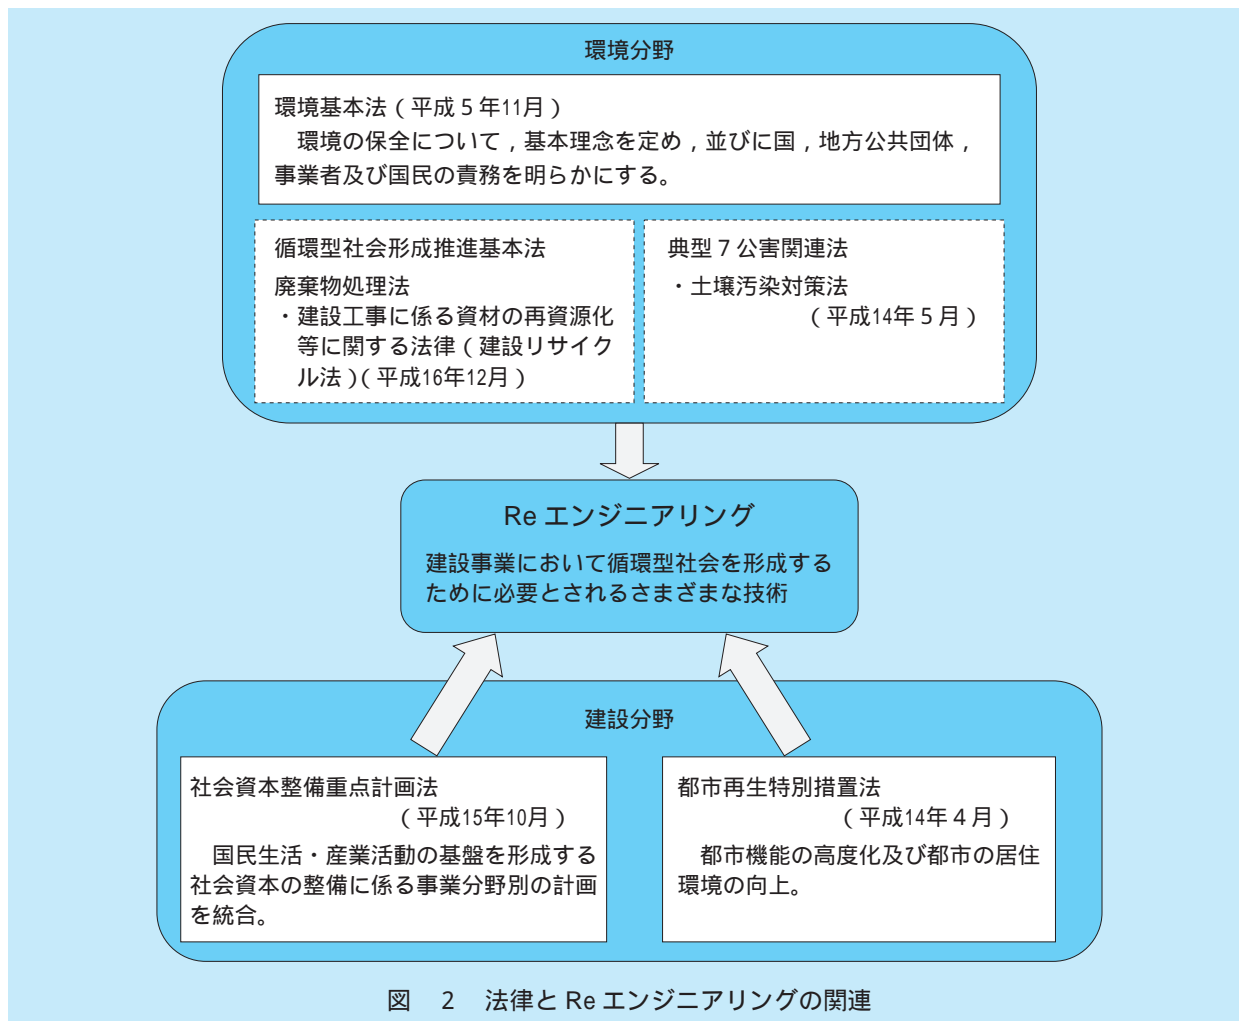 環境分野
環境基本法(平成5年11月)
環境の保全について,基本理念を定め,並びに国,地方公共団体,
事業者及び国民の責務を明らかにする。
循環型社会形成推進基本法
廃棄物処理法
・建設工事に係る資材の再資源化
等に関する法律(建設リサイク
ル法)(平成16年12月)
典型7公害関連法
・土壌汚染対策法
(平成14年5月)
Re エンジニアリング
建設事業において循環型社会を形成する
ために必要とされるさまざまな技術
建設分野
社会資本整備重点計画法
(平成15年10月)
国民生活・産業活動の基盤を形成する
社会資本の整備に係る事業分野別の計画
を統合。
都市再生特別措置法
(平成14年4月)
都市機能の高度化及び都市の居住
環境の向上。
図 2 法律と Re エンジニアリングの関連